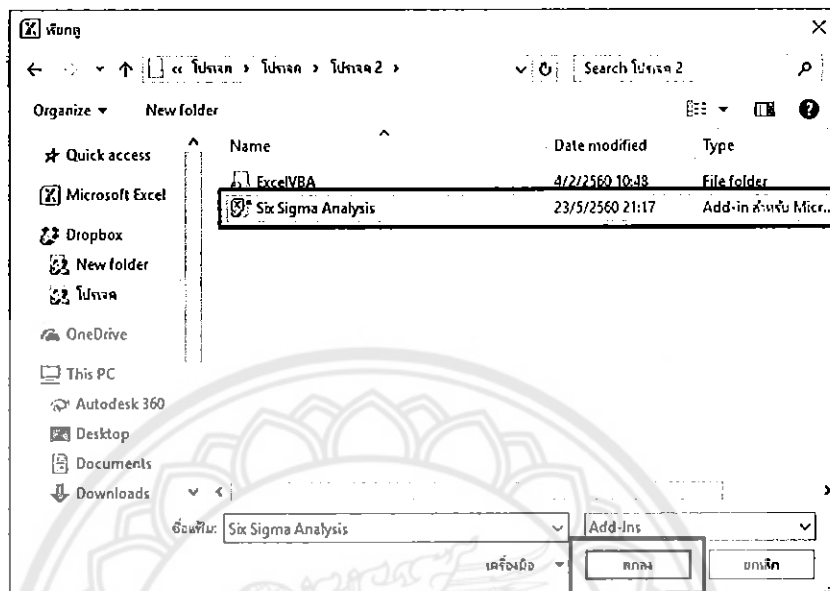 เรียกดู
« โปรเจค › โปรเจค › โปรเจค 2 ›
Search โปรเจค 2
Organize
New folder
Name
Date modified
Type
Quick access
ExcelVBA
4/2/2560 10:48
File folder
Microsoft Excel
Six Sigma Analysis
23/5/2560 21:17
Add-in สำหรับ Micr...
Dropbox
New folder
โปรเจค
OneDrive
This PC
Autodesk 360
Desktop
Documents
Downloads
ชื่อแฟ้ม:
Six Sigma Analysis
Add-Ins
เครื่องมือ
ตกลง
ยกเลิก